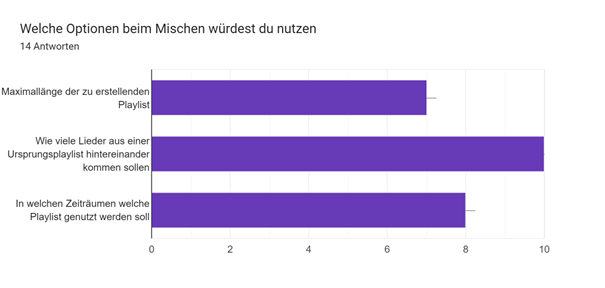 Welche Optionen beim Mischen würdest du nutzen
14 Antworten
Maximallänge der zu erstellenden
Playlist
Wie viele Lieder aus einer
Ursprungsplaylist hintereinander
kommen sollen
In welchen Zeiträumen welche
Playlist genutzt werden soll
0 2 4 6 8 10